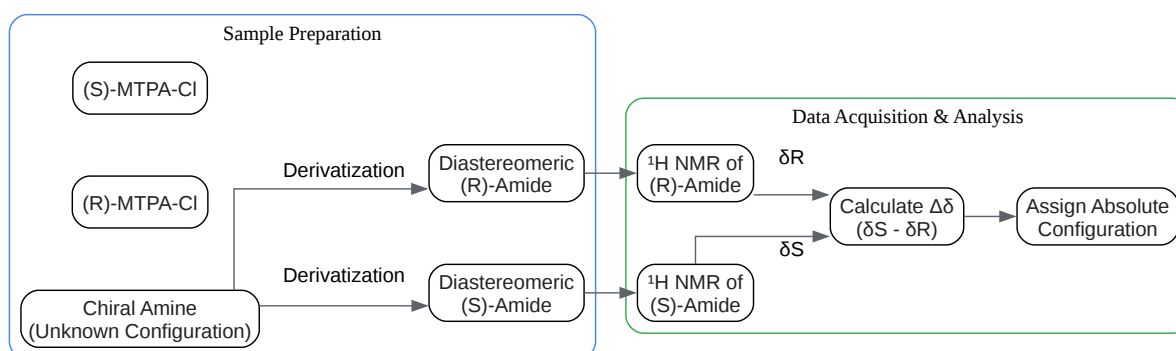 Sample Preparation
(S)-MTPA-Cl
(R)-MTPA-Cl
Derivatization
Diastereomeric
(R)-Amide
Derivatization
Diastereomeric
(S)-Amide
Chiral Amine
(Unknown Configuration)
Data Acquisition & Analysis
¹H NMR of
(R)-Amide
δR
¹H NMR of
(S)-Amide
δS
Calculate Δδ
(δS - δR)
Assign Absolute
Configuration